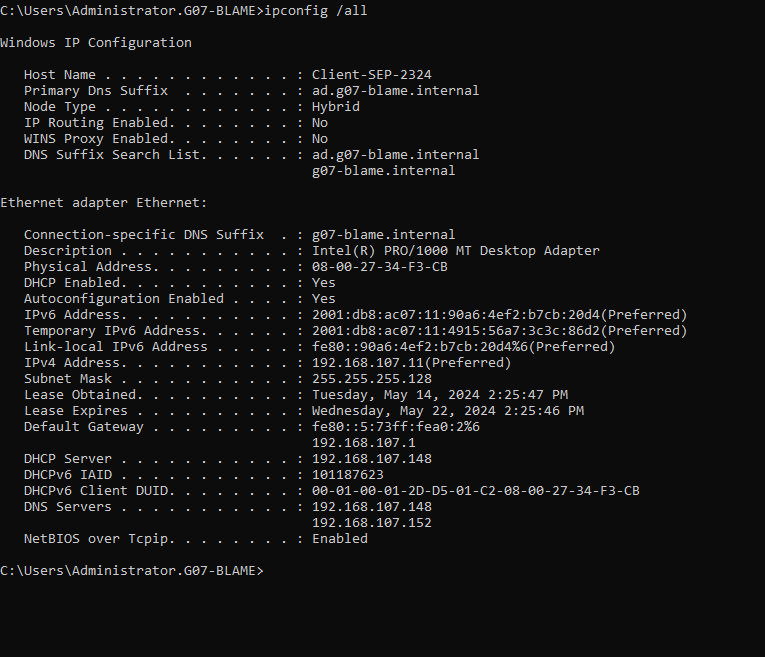 C:\Users\Administrator.G07-BLAME>ipconfig /all
Windows IP Configuration
Host Name . . . . . . . . . . . . : Client-SEP-2324
Primary Dns Suffix  . . . . . . . : ad.g07-blame.internal
Node Type . . . . . . . . . . . . : Hybrid
IP Routing Enabled. . . . . . . . : No
WINS Proxy Enabled. . . . . . . . : No
DNS Suffix Search List. . . . . . : ad.g07-blame.internal
g07-blame.internal
Ethernet adapter Ethernet:
Connection-specific DNS Suffix  . : g07-blame.internal
Description . . . . . . . . . . . : Intel(R) PRO/1000 MT Desktop Adapter
Physical Address. . . . . . . . . : 08-00-27-34-F3-CB
DHCP Enabled. . . . . . . . . . . : Yes
Autoconfiguration Enabled . . . . : Yes
IPv6 Address. . . . . . . . . . . : 2001:db8:ac07:11:90a6:4ef2:b7cb:20d4(Preferred)
Temporary IPv6 Address. . . . . . : 2001:db8:ac07:11:4915:56a7:3c3c:86d2(Preferred)
Link-local IPv6 Address . . . . . : fe80::90a6:4ef2:b7cb:20d4%6(Preferred)
IPv4 Address. . . . . . . . . . . : 192.168.107.11(Preferred)
Subnet Mask . . . . . . . . . . . : 255.255.255.128
Lease Obtained. . . . . . . . . . : Tuesday, May 14, 2024 2:25:47 PM
Lease Expires . . . . . . . . . . : Wednesday, May 22, 2024 2:25:46 PM
Default Gateway . . . . . . . . . : fe80::5:73ff:fea0:2%6
192.168.107.1
DHCP Server . . . . . . . . . . . : 192.168.107.148
DHCPv6 IAID . . . . . . . . . . . : 101187623
DHCPv6 Client DUID. . . . . . . . : 00-01-00-01-2D-D5-01-C2-08-00-27-34-F3-CB
DNS Servers . . . . . . . . . . . : 192.168.107.148
192.168.107.152
NetBIOS over Tcpip. . . . . . . . : Enabled
C:\Users\Administrator.G07-BLAME>